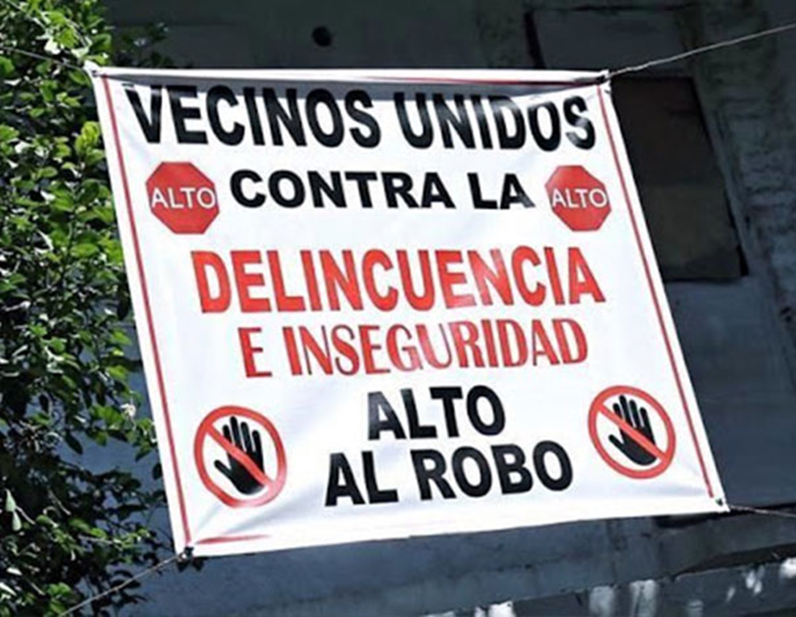 VECINOS UNIDOS
ALTO CONTRA LA ALTO
DELINCUENCIA
E INSEGURIDAD
ALTO
AL ROBO